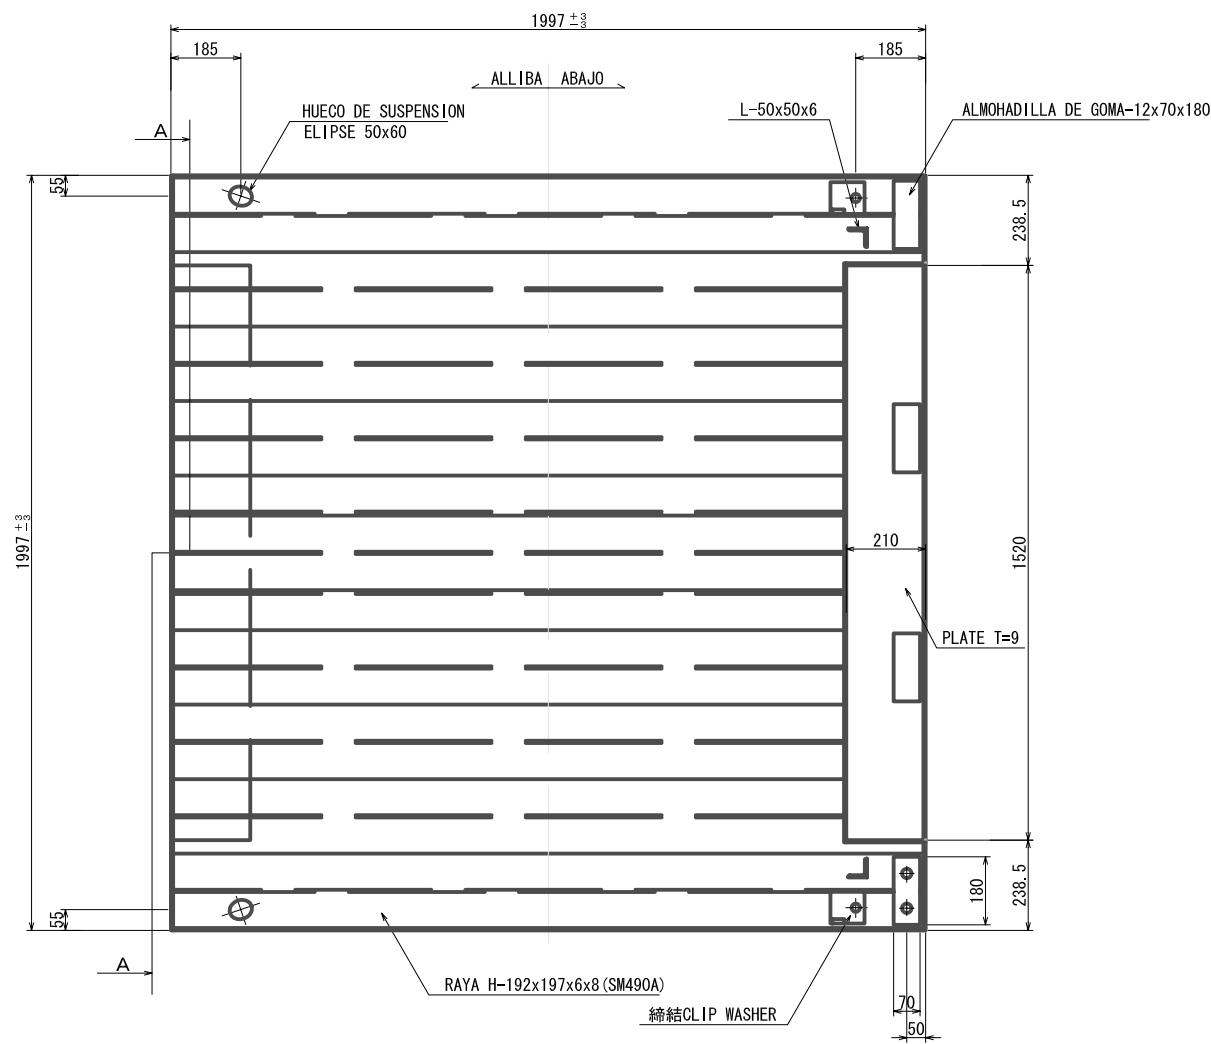 1997 +3 -3
185
185
ALLIBA ABAJO
HUECO DE SUSPENSION
ELIPSE 50x60
L-50x50x6
ALMOHADILLA DE GOMA-12x70x180
A
55
238.5
1997 +3 -3
210
1520
PLATE T=9
180
238.5
55
A
RAYA H-192x197x6x8(SM490A)
70
締結CLIP WASHER
50